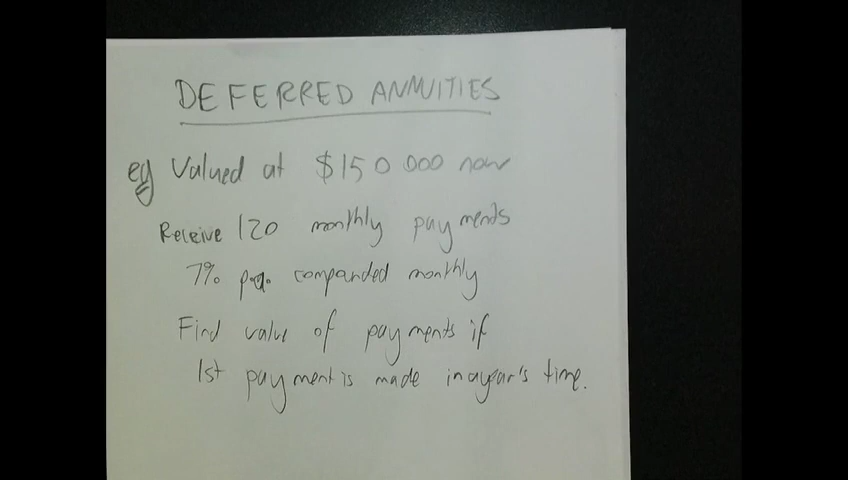 DEFERRED ANNUITIES
eg Valued at $150 000 now
Receive 120 monthly payments
7% p.a. companded monthly
Find value of payments if
1st payment is made in a year's time.